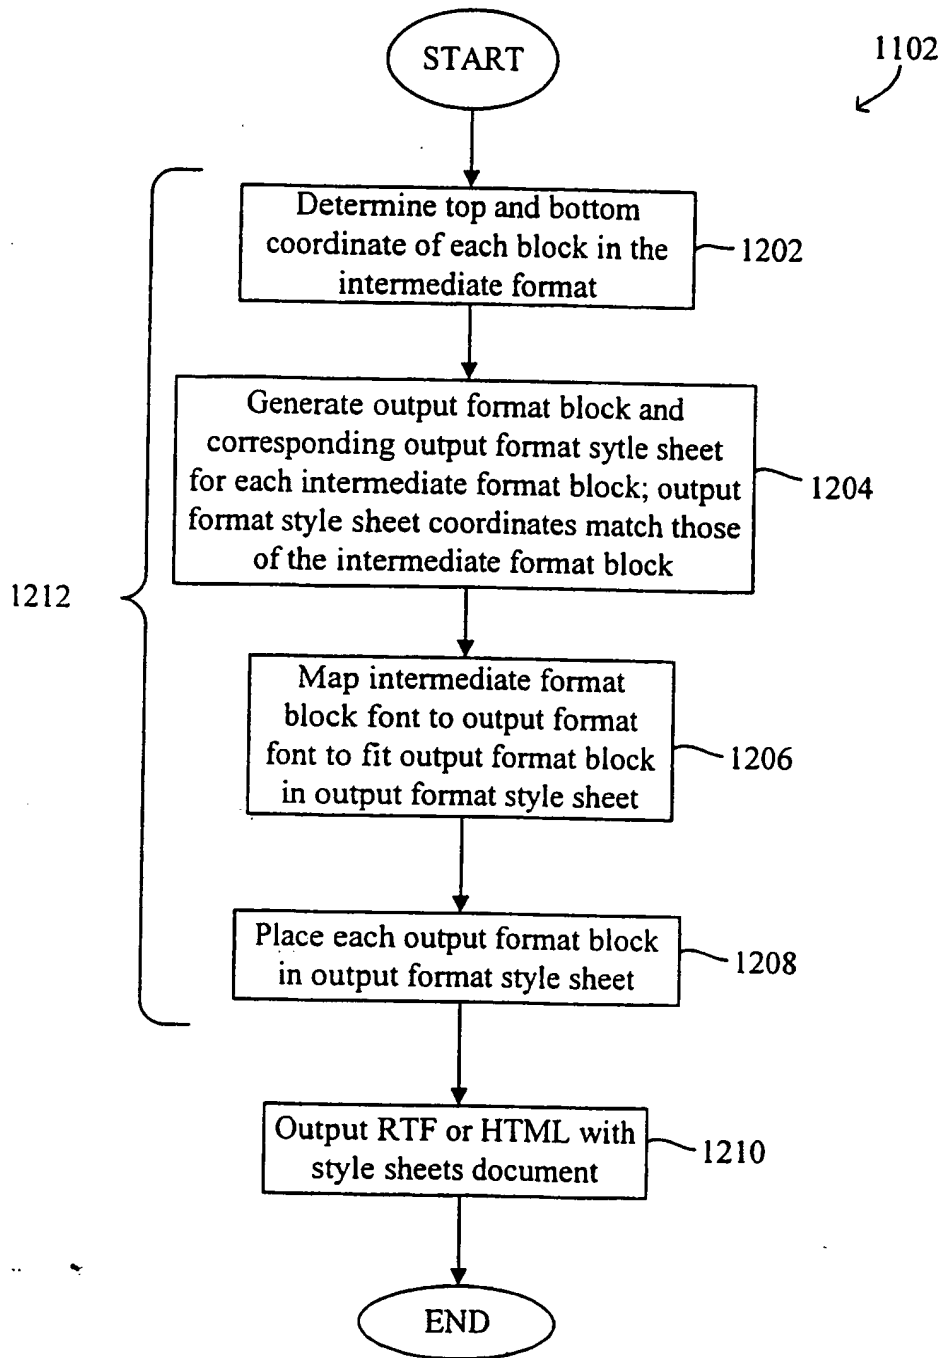 START
1102
Determine top and bottom
coordinate of each block in the
intermediate format
1202
Generate output format block and
corresponding output format sytle sheet
for each intermediate format block; output
format style sheet coordinates match those
of the intermediate format block
1204
1212
Map intermediate format
block font to output format
font to fit output format block
in output format style sheet
1206
Place each output format block
in output format style sheet
1208
Output RTF or HTML with
style sheets document
1210
END